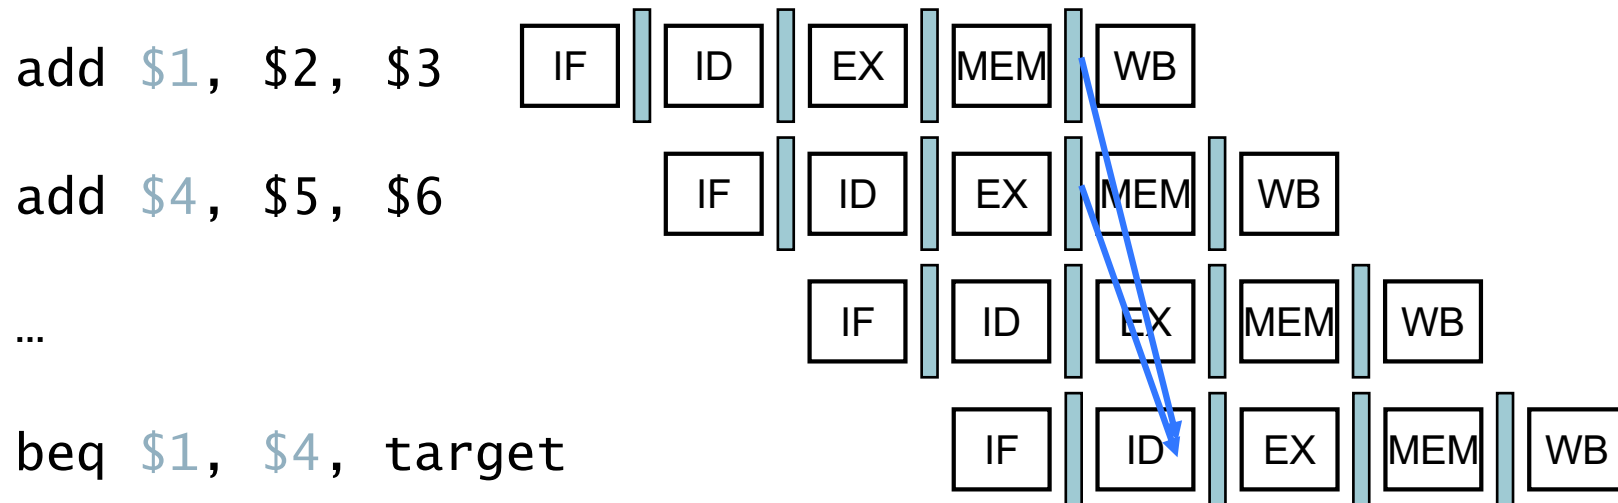 add $1, $2, $3 IF ID EX MEM WB
add $4, $5, $6 IF ID EX MEM WB
… IF ID EX MEM WB
beq $1, $4, target IF ID EX MEM WB